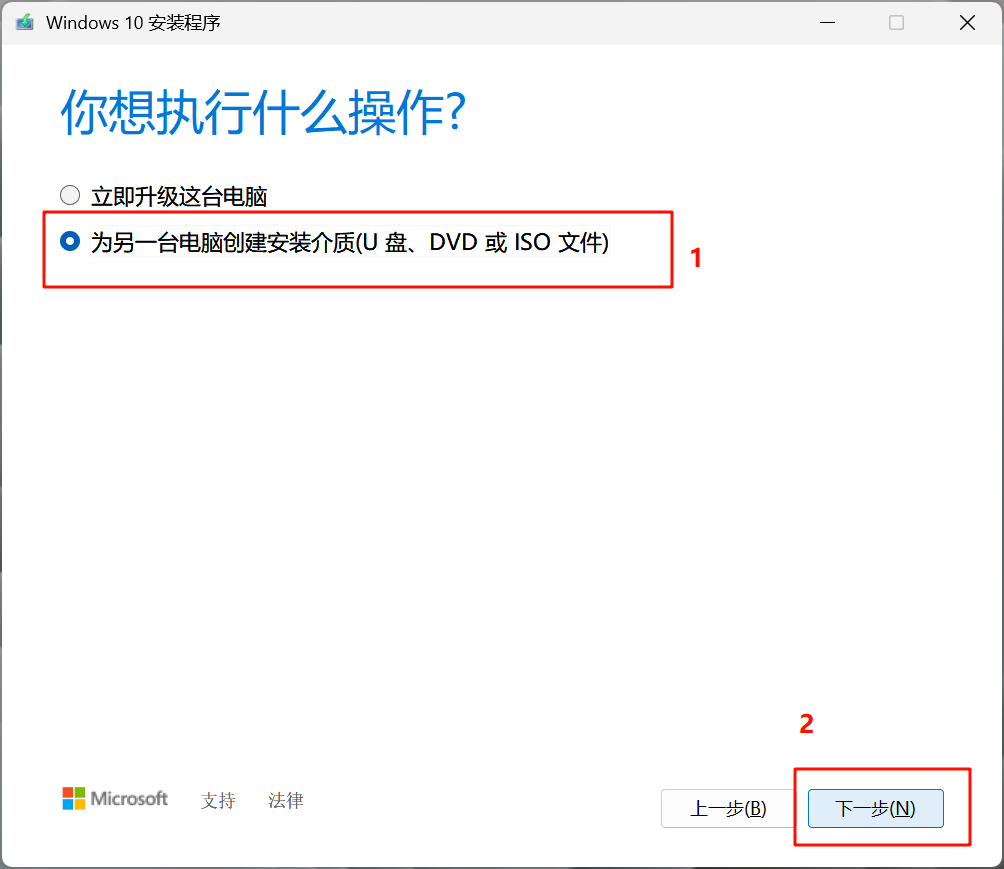 Windows 10 安装程序
你想执行什么操作?
立即升级这台电脑
为另一台电脑创建安装介质(U 盘、DVD 或 ISO 文件)
1
2
Microsoft 支持 法律 上一步(B) 下一步(N)